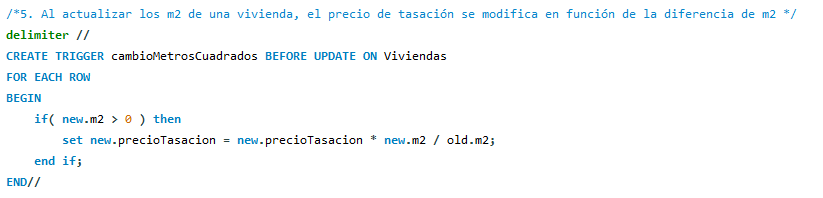 /*5. Al actualizar los m2 de una vivienda, el precio de tasación se modifica en función de la diferencia de m2 */
delimiter //
CREATE TRIGGER cambioMetrosCuadrados BEFORE UPDATE ON Viviendas
FOR EACH ROW
BEGIN
    if( new.m2 > 0 ) then
        set new.precioTasacion = new.precioTasacion * new.m2 / old.m2;
    end if;
END//